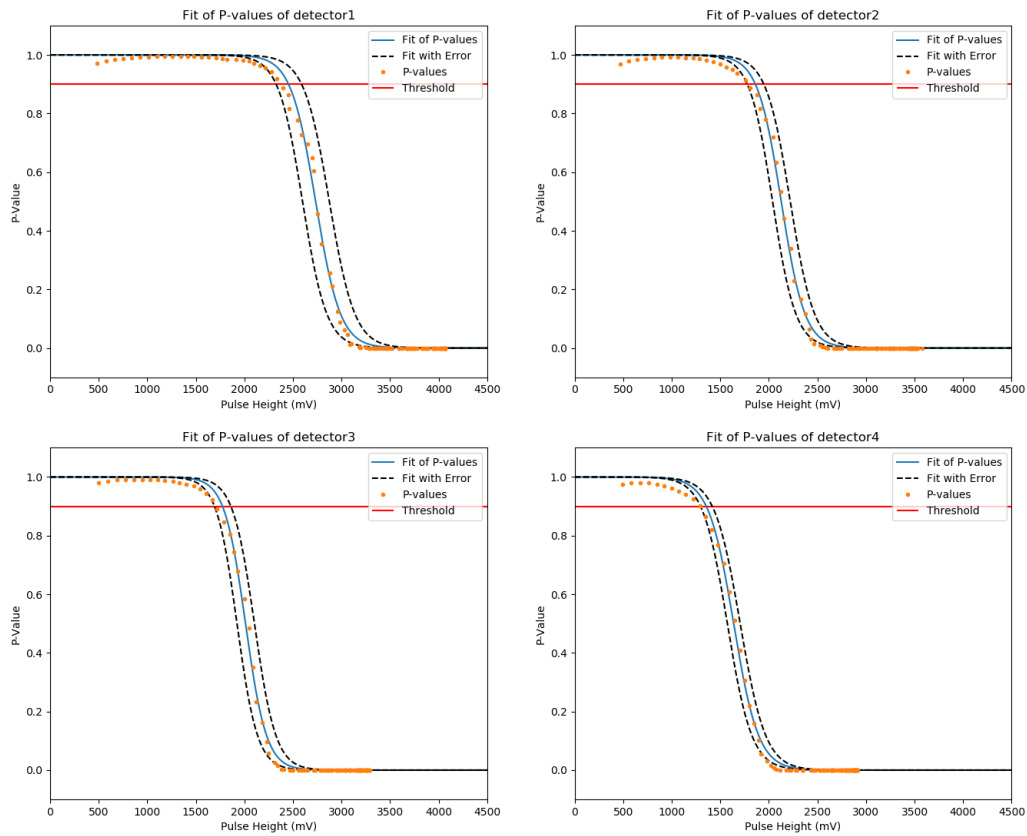 Fit of P-values of detector1
1.0
0.8
0.6
0.4
0.2
0.0
P-Value
Fit of P-values
Fit with Error
P-values
Threshold
0 500 1000 1500 2000 2500 3000 3500 4000 4500
Pulse Height (mV)
Fit of P-values of detector2
1.0
0.8
0.6
0.4
0.2
0.0
P-Value
Fit of P-values
Fit with Error
P-values
Threshold
0 500 1000 1500 2000 2500 3000 3500 4000 4500
Pulse Height (mV)
Fit of P-values of detector3
1.0
0.8
0.6
0.4
0.2
0.0
P-Value
Fit of P-values
Fit with Error
P-values
Threshold
0 500 1000 1500 2000 2500 3000 3500 4000 4500
Pulse Height (mV)
Fit of P-values of detector4
1.0
0.8
0.6
0.4
0.2
0.0
P-Value
Fit of P-values
Fit with Error
P-values
Threshold
0 500 1000 1500 2000 2500 3000 3500 4000 4500
Pulse Height (mV)